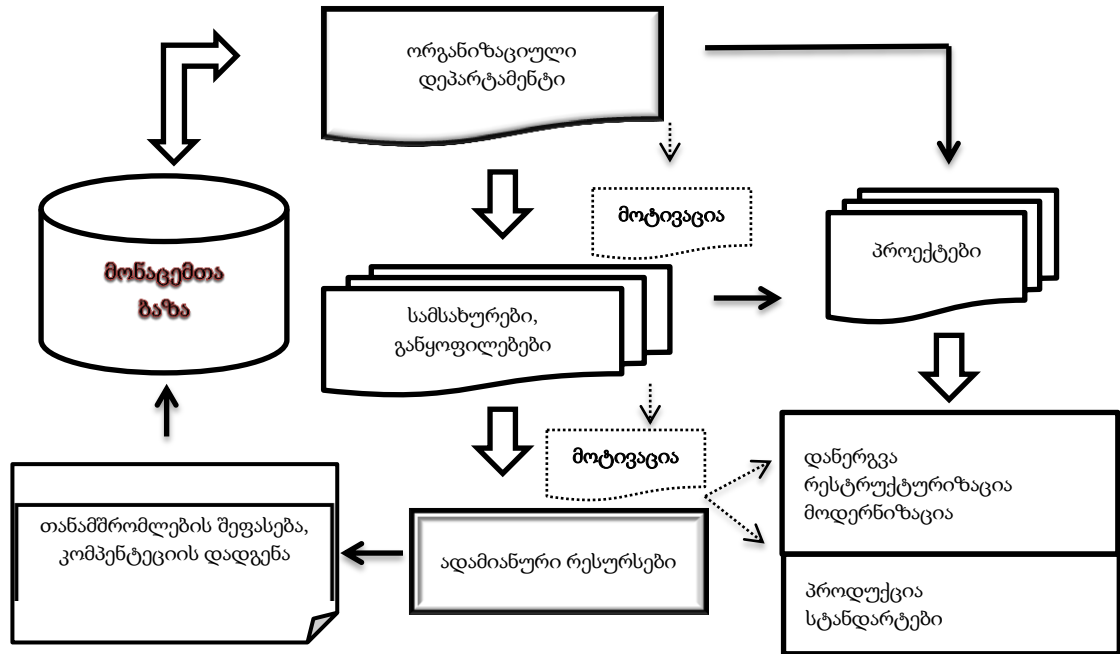 ორგანიზაციული
დეპარტამენტი
მოტივაცია
მონაცემთა
ბაზა
პროექტები
სამსახურები,
განყოფილებები
მოტივაცია
დანერგვა
რესტრუქტურიზაცია
მოდერნიზაცია
თანამშრომლების შეფასება,
კომპენტეციის დადგენა
ადამიანური რესურსები
პროდუქცია
სტანდარტები